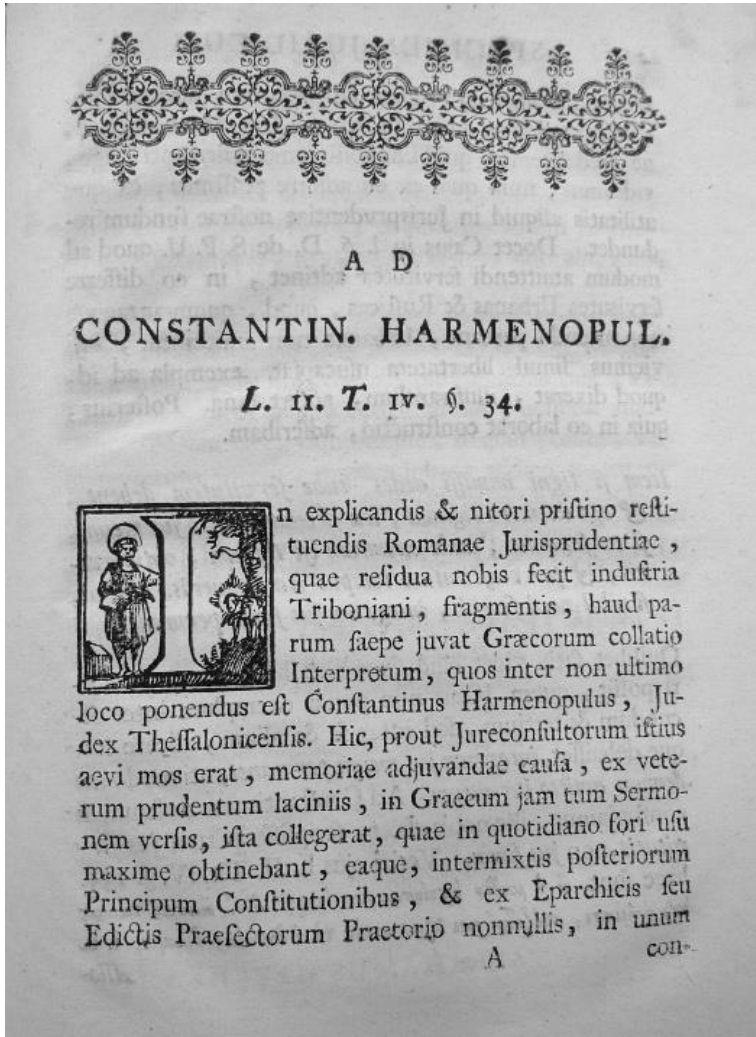 A D
CONSTANTIN. HARMENOPUL.
L. II. T. IV. §. 34.
In explicandis & nitori priſtino reſti-
tuendis Romanae Jurisprudentiae ,
quae reſidua nobis fecit induſtria
Triboniani , fragmentis , haud pa-
rum ſaepe juvat Græcorum collatio
Interpretum, quos inter non ultimo
loco ponendus eſt Conſtantinus Harmenopulus , Ju-
dex Theſſalonicenſis. Hic, prout Jureconſultorum iſtius
aevi mos erat , memoriae adjuvandae cauſa , ex vete-
rum prudentum laciniis , in Graecum jam tum Sermo-
nem verſis, iſta collegerat, quae in quotidiano fori uſu
maxime obtinebant , eaque, intermixtis poſteriorum
Principum Conſtitutionibus , & ex Eparchicis ſeu
Edictis Praefectorum Praetorio nonnullis, in unum
A con-